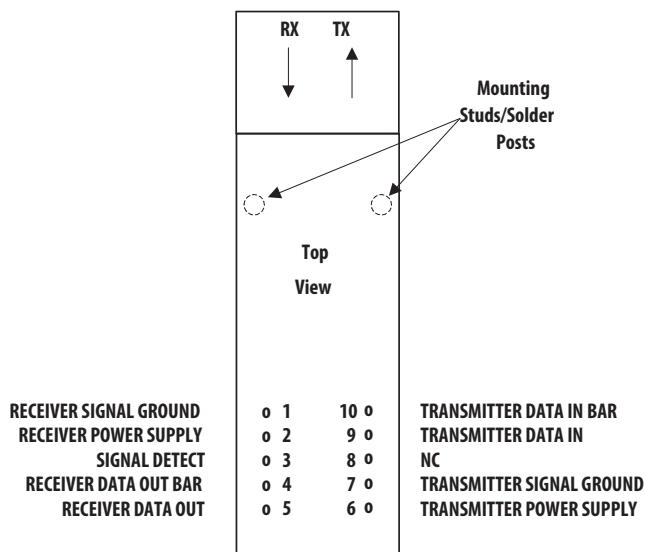 RX TX
Mounting
Studs/Solder
Posts
Top
View
RECEIVER SIGNAL GROUND o 1 10 o TRANSMITTER DATA IN BAR
RECEIVER POWER SUPPLY o 2 9 o TRANSMITTER DATA IN
SIGNAL DETECT o 3 8 o NC
RECEIVER DATA OUT BAR o 4 7 o TRANSMITTER SIGNAL GROUND
RECEIVER DATA OUT o 5 6 o TRANSMITTER POWER SUPPLY